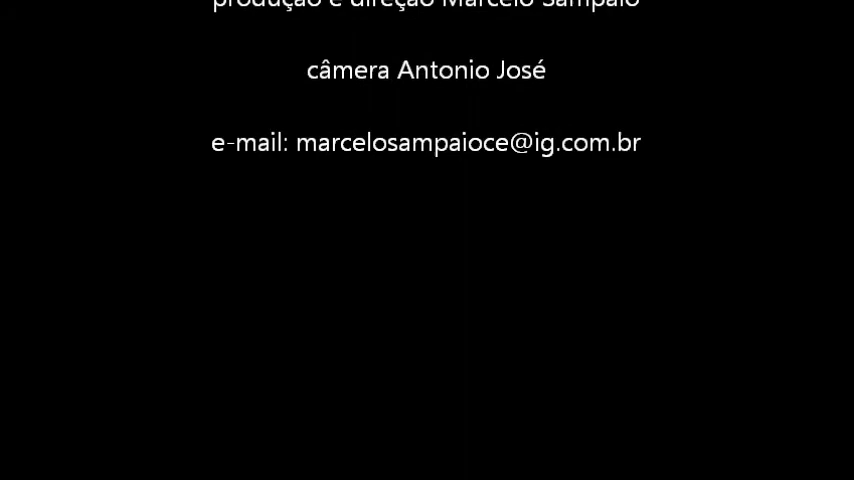 produção e direção Marcelo Sampaio
câmera Antonio José
e-mail: marcelosampaioce@ig.com.br